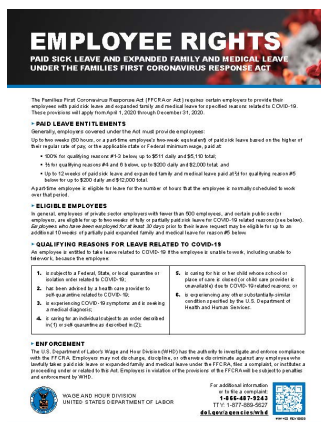 EMPLOYEE RIGHTS
PAID SICK LEAVE AND EXPANDED FAMILY AND MEDICAL LEAVE
UNDER THE FAMILIES FIRST CORONAVIRUS RESPONSE ACT
The Families First Coronavirus Response Act (FFCRA or Act) requires certain employers to provide their
employees with paid sick leave and expanded family and medical leave for specified reasons related to COVID-19.
These provisions will apply from April 1, 2020 through December 31, 2020.
▸ PAID LEAVE ENTITLEMENTS
Generally, employers covered under the Act must provide employees:
Up to two weeks (80 hours, or a part-time employee's two-week equivalent) of paid sick leave based on the higher of
their regular rate of pay, or the applicable state or Federal minimum wage, paid at:
• 100% for qualifying reasons #1-3 below, up to $511 daily and $5,110 total;
• ⅔ for qualifying reasons #4 and 6 below, up to $200 daily and $2,000 total; and
• Up to 12 weeks of paid sick leave and expanded family and medical leave paid at ⅔ for qualifying reason #5
below for up to $200 daily and $12,000 total.
A part-time employee is eligible for leave for the number of hours that the employee is normally scheduled to work
over that period.
▸ ELIGIBLE EMPLOYEES
In general, employees of private sector employers with fewer than 500 employees, and certain public sector
employers, are eligible for up to two weeks of fully or partially paid sick leave for COVID-19 related reasons (see below).
Employees who have been employed for at least 30 days prior to their leave request may be eligible for up to an
additional 10 weeks of partially paid expanded family and medical leave for reason #5 below.
▸ QUALIFYING REASONS FOR LEAVE RELATED TO COVID-19
An employee is entitled to take leave related to COVID-19 if the employee is unable to work, including unable to
telework, because the employee:
1. is subject to a Federal, State, or local quarantine or
isolation order related to COVID-19;
2. has been advised by a health care provider to
self-quarantine related to COVID-19;
3. is experiencing COVID-19 symptoms and is seeking
a medical diagnosis;
4. is caring for an individual subject to an order described
in (1) or self-quarantine as described in (2);
5. is caring for his or her child whose school or
place of care is closed (or child care provider is
unavailable) due to COVID-19 related reasons; or
6. is experiencing any other substantially similar
condition specified by the U.S. Department of
Health and Human Services.
▸ ENFORCEMENT
The U.S. Department of Labor's Wage and Hour Division (WHD) has the authority to investigate and enforce compliance
with the FFCRA. Employers may not discharge, discipline, or otherwise discriminate against any employee who
lawfully takes paid sick leave or expanded family and medical leave under the FFCRA, files a complaint, or institutes a
proceeding under or related to this Act. Employers in violation of the provisions of the FFCRA will be subject to penalties
and enforcement by WHD.
WAGE AND HOUR DIVISION
UNITED STATES DEPARTMENT OF LABOR
For additional information
or to file a complaint:
1-866-487-9243
TTY: 1-877-889-5627
dol.gov/agencies/whd